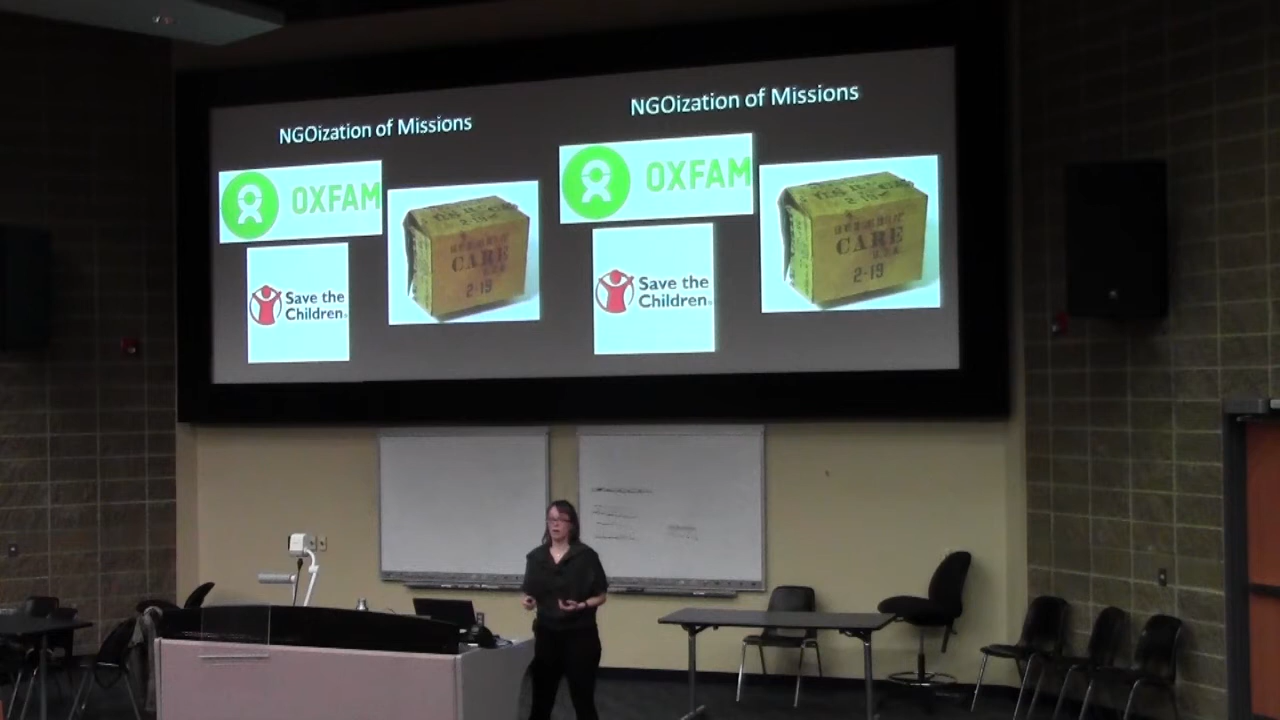 NGOization of Missions
OXFAM
Save the
Children
CARE
U.S.A.
2-19
NGOization of Missions
OXFAM
Save the
Children
CARE
U.S.A.
2-19